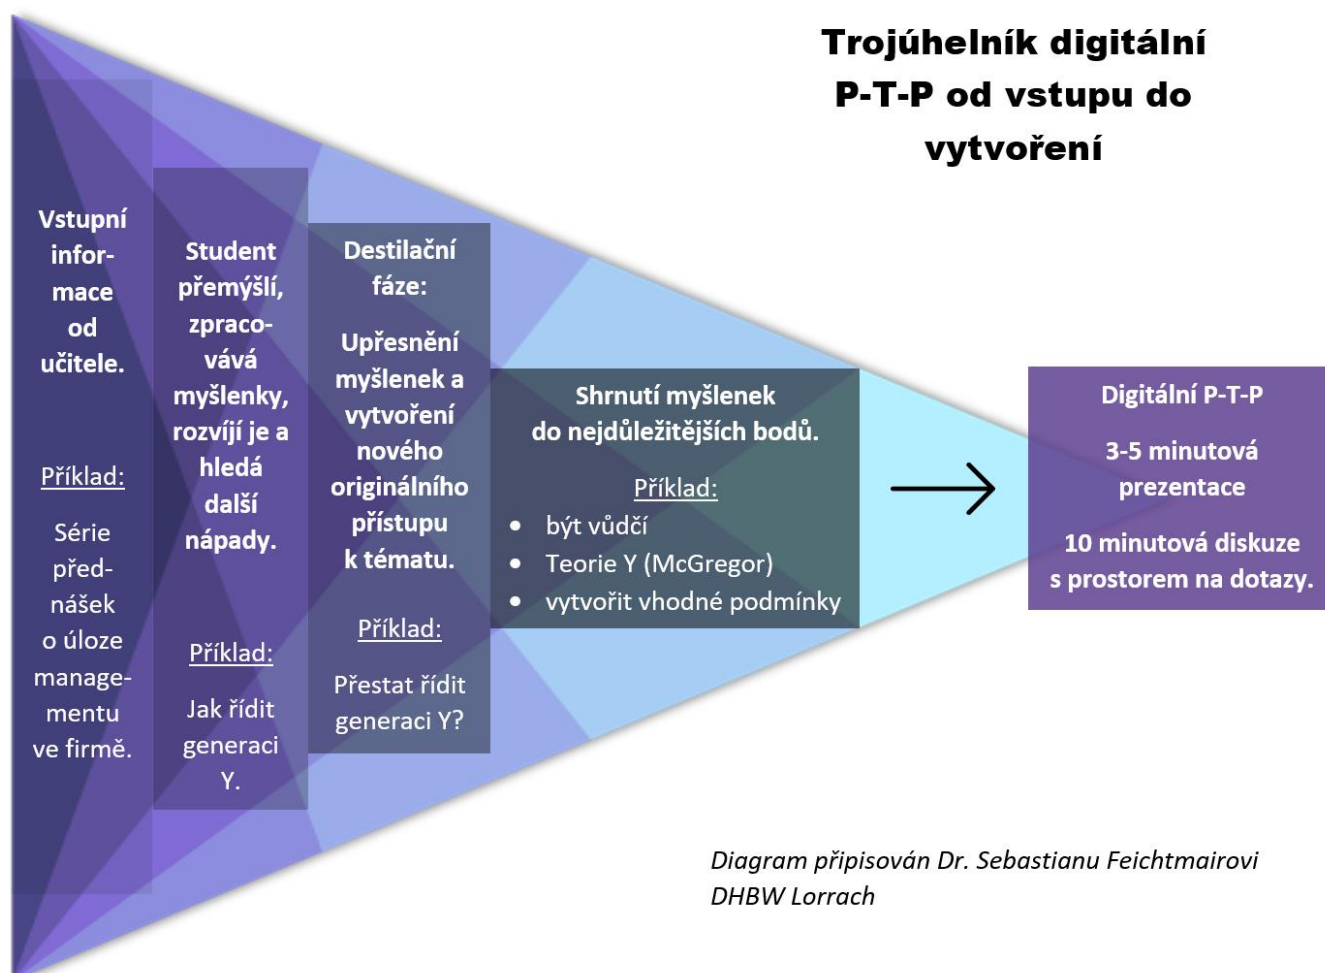 Trojúhelník digitální
P-T-P od vstupu do
vytvoření
Vstupní
infor-
mace
od
učitele.
Příklad:
Série
před-
nášek
o úloze
manage-
mentu
ve firmě.
Student
přemýšlí,
zpraco-
vává
myšlenky,
rozvíjí je a
hledá
další
nápady.
Příklad:
Jak řídit
generaci
Y.
Destilační
fáze:
Upřesnění
myšlenek a
vytvoření
nového
originálního
přístupu
k tématu.
Příklad:
Přestat řídit
generaci Y?
Shrnutí myšlenek
do nejdůležitějších bodů.
Příklad:
• být vůdčí
• Teorie Y (McGregor)
• vytvořit vhodné podmínky
Digitální P-T-P
3-5 minutová
prezentace
10 minutová diskuze
s prostorem na dotazy.
Diagram připisován Dr. Sebastianu Feichtmairovi
DHBW Lorrach